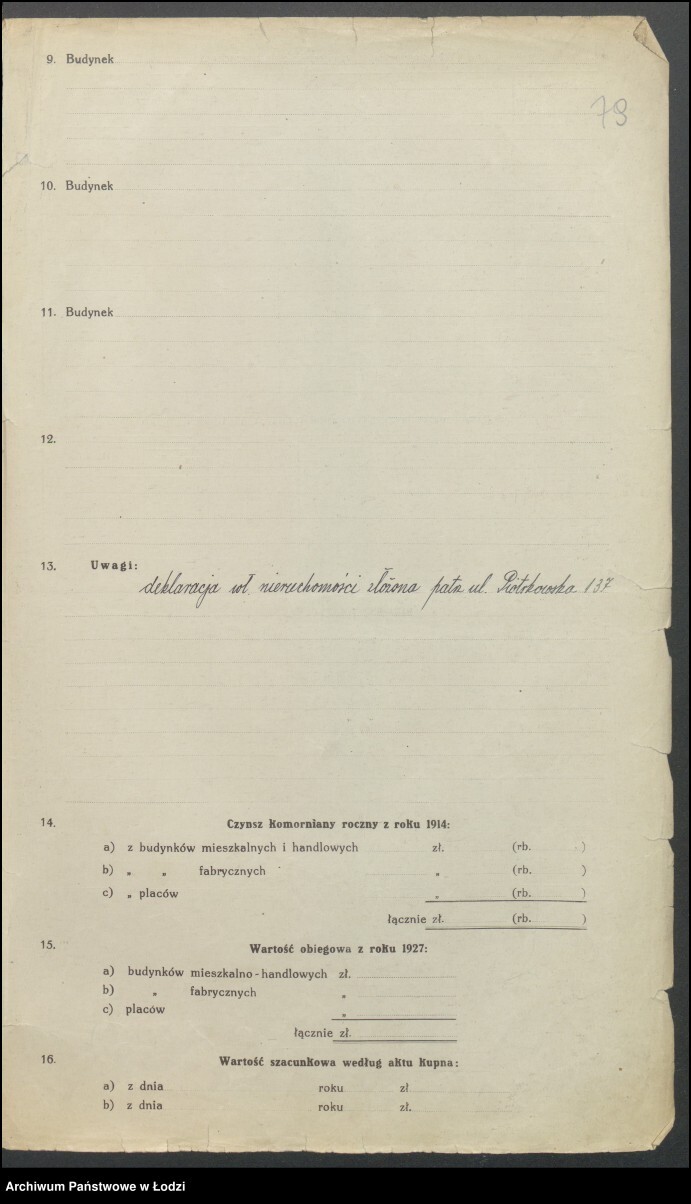 79
9. Budynek
10. Budynek
11. Budynek
12.
13. Uwagi:
deklaracja wł. nieruchomości złożona patrz ul. Piotrkowska 137
14. Czynsz komorniany roczny z roku 1914:
a) z budynków mieszkalnych i handlowych zł. (rb. )
b) „ „ fabrycznych „ (rb. )
c) „ placów „ (rb. )
łącznie zł. (rb. )
15. Wartość obiegowa z roku 1927:
a) budynków mieszkalno-handlowych zł.
b) „ fabrycznych „
c) placów „
łącznie zł.
16. Wartość szacunkowa według aktu kupna:
a) z dnia roku zł
b) z dnia roku zł.
Archiwum Państwowe w Łodzi